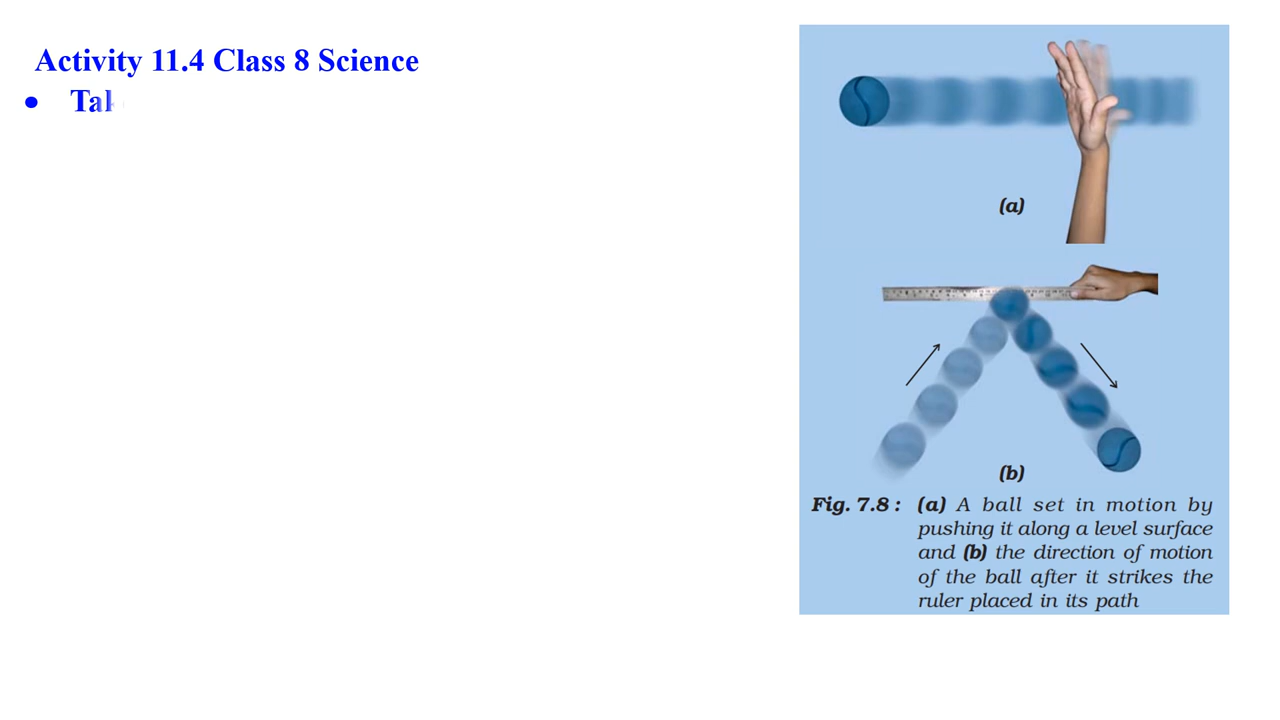 Activity 11.4 Class 8 Science
(a)
(b)
Fig. 7.8 : (a) A ball set in motion by
pushing it along a level surface
and (b) the direction of motion
of the ball after it strikes the
ruler placed in its path